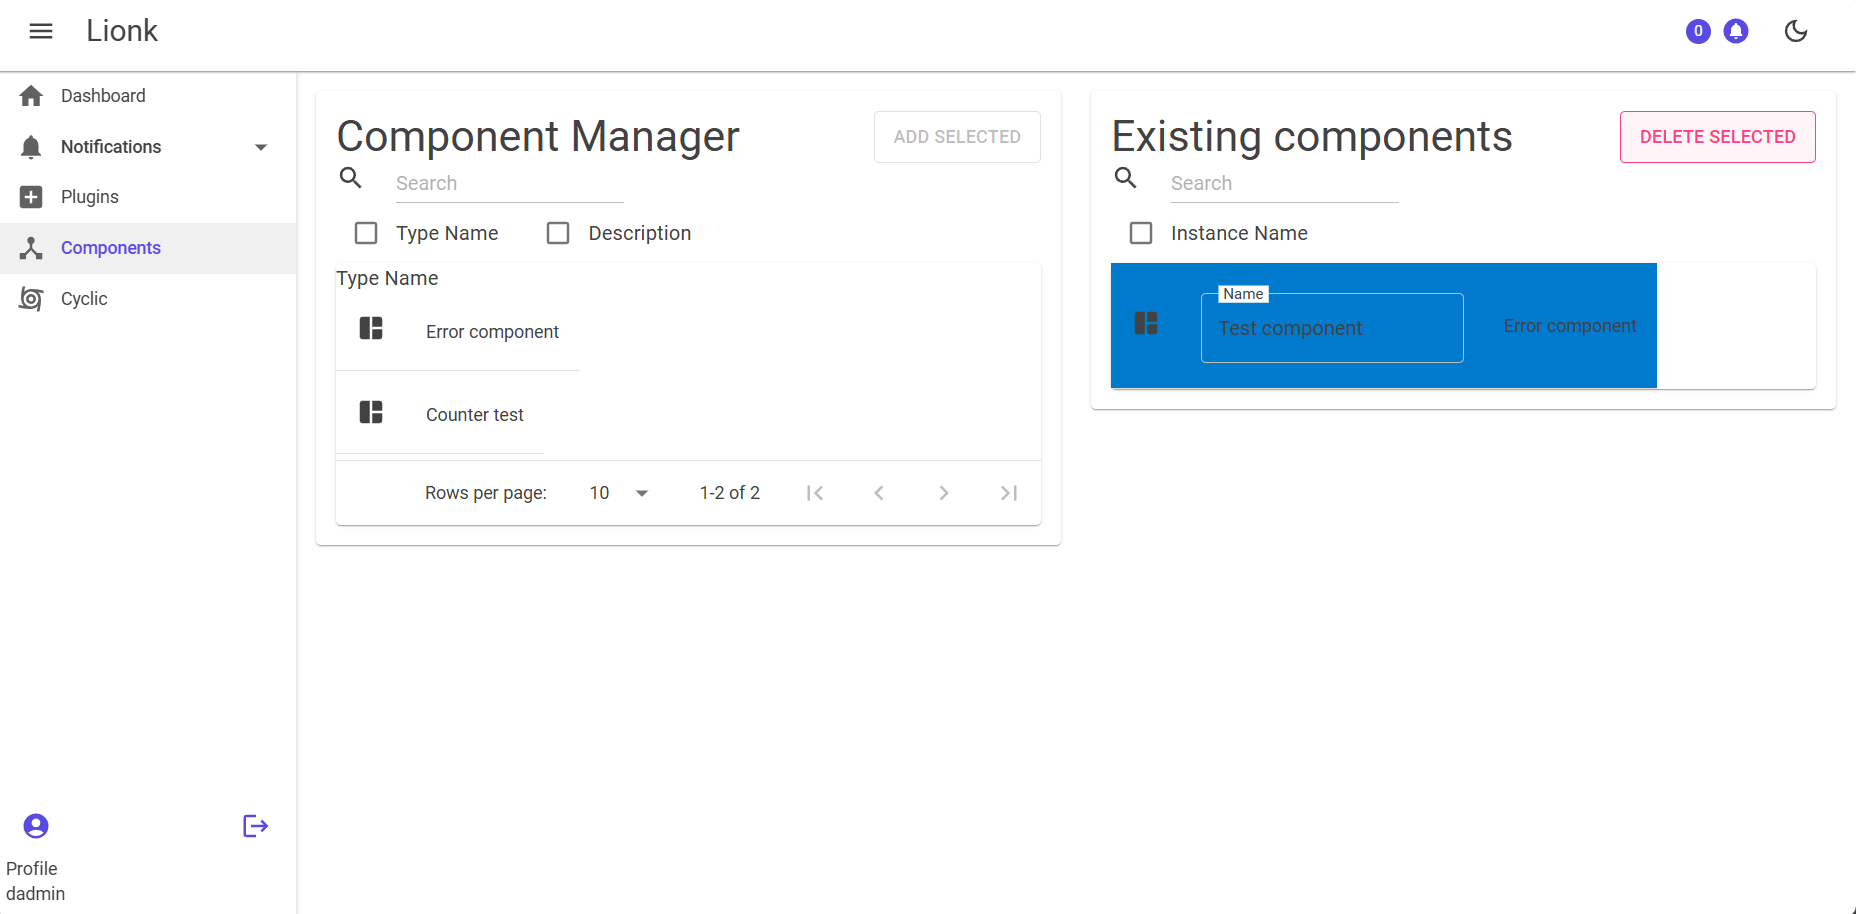 Lionk
0
Dashboard
Notifications
Plugins
Components
Cyclic
Profile
dadmin
Component Manager
ADD SELECTED
Search
Type Name
Description
Type Name
Error component
Counter test
Rows per page:
10
1-2 of 2
Existing components
DELETE SELECTED
Search
Instance Name
Name
Test component
Error component